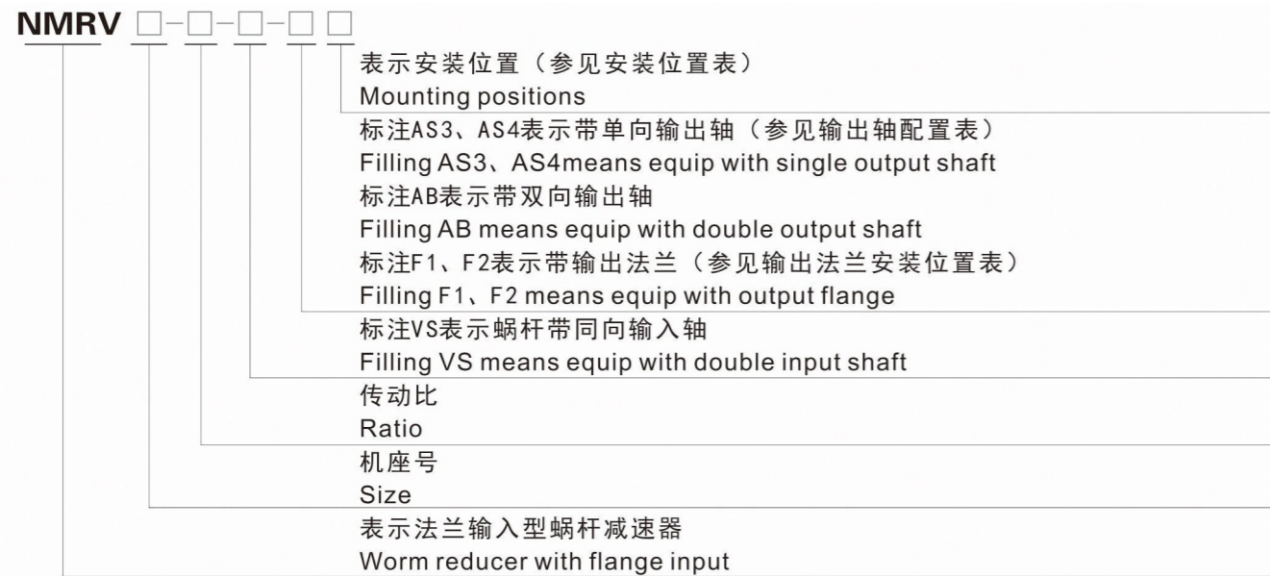 NMRV □-□-□-□ □
表示安装位置（参见安装位置表）
Mounting positions
标注AS3、AS4表示带单向输出轴（参见输出轴配置表）
Filling AS3、AS4means equip with single output shaft
标注AB表示带双向输出轴
Filling AB means equip with double output shaft
标注F1、F2表示带输出法兰（参见输出法兰安装位置表）
Filling F1、F2 means equip with output flange
标注VS表示蜗杆带同向输入轴
Filling VS means equip with double input shaft
传动比
Ratio
机座号
Size
表示法兰输入型蜗杆减速器
Worm reducer with flange input